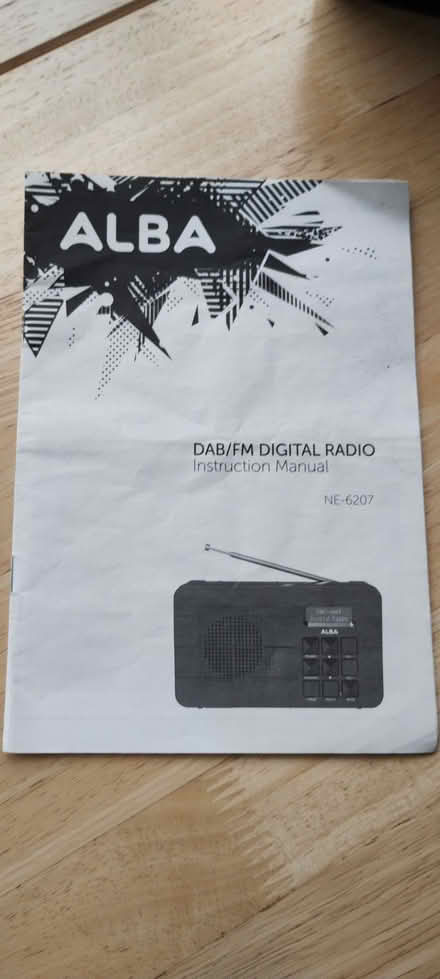 ALBA
DAB/FM DIGITAL RADIO
Instruction Manual
NE-6207
ALBA